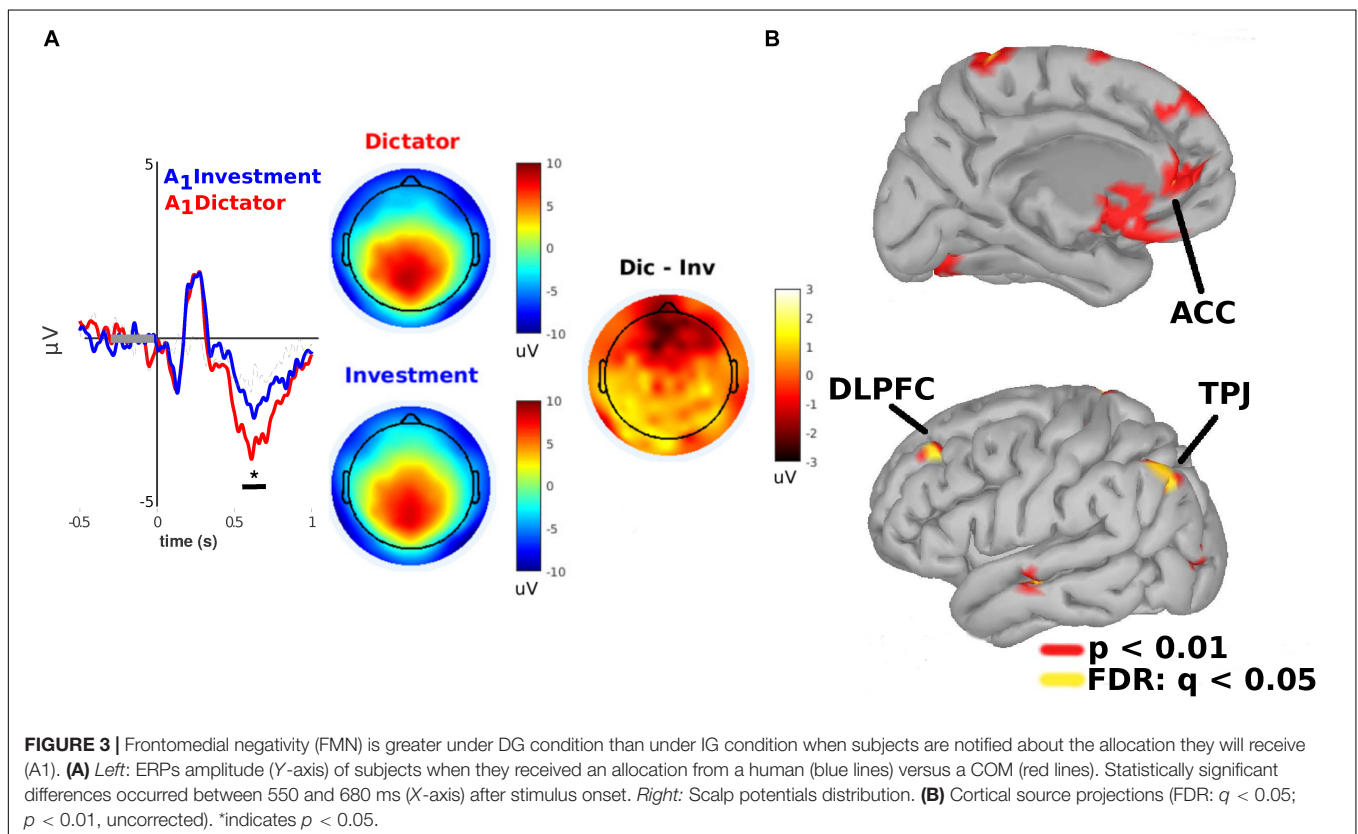 A
B
Dictator
5
A1Investment
A1Dictator
10
5
0
-5
-10
uV
Dic - Inv
3
2
1
0
-1
-2
-3
uV
µV
-5
-0.5 0 0.5 1
time (s)
*
Investment
10
5
0
-5
-10
uV
ACC
DLPFC
TPJ
p < 0.01
FDR: q < 0.05
FIGURE 3 | Frontomedial negativity (FMN) is greater under DG condition than under IG condition when subjects are notified about the allocation they will receive
(A1). (A) Left: ERPs amplitude (Y-axis) of subjects when they received an allocation from a human (blue lines) versus a COM (red lines). Statistically significant
differences occurred between 550 and 680 ms (X-axis) after stimulus onset. Right: Scalp potentials distribution. (B) Cortical source projections (FDR: q < 0.05;
p < 0.01, uncorrected). *indicates p < 0.05.